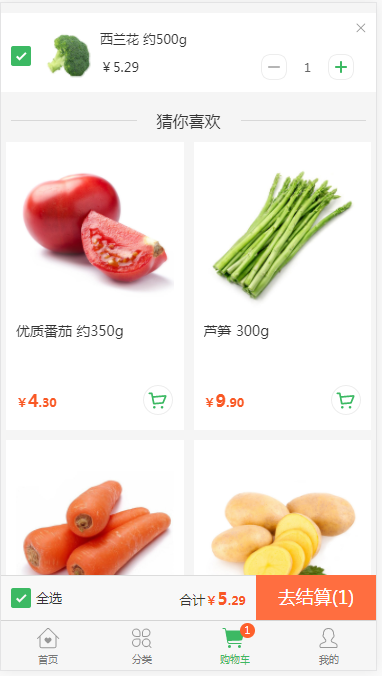 西兰花 约500g
￥5.29
1
猜你喜欢
优质番茄 约350g
芦笋 300g
￥4.30
￥9.90
全选
合计￥5.29
去结算(1)
1
首页
分类
购物车
我的